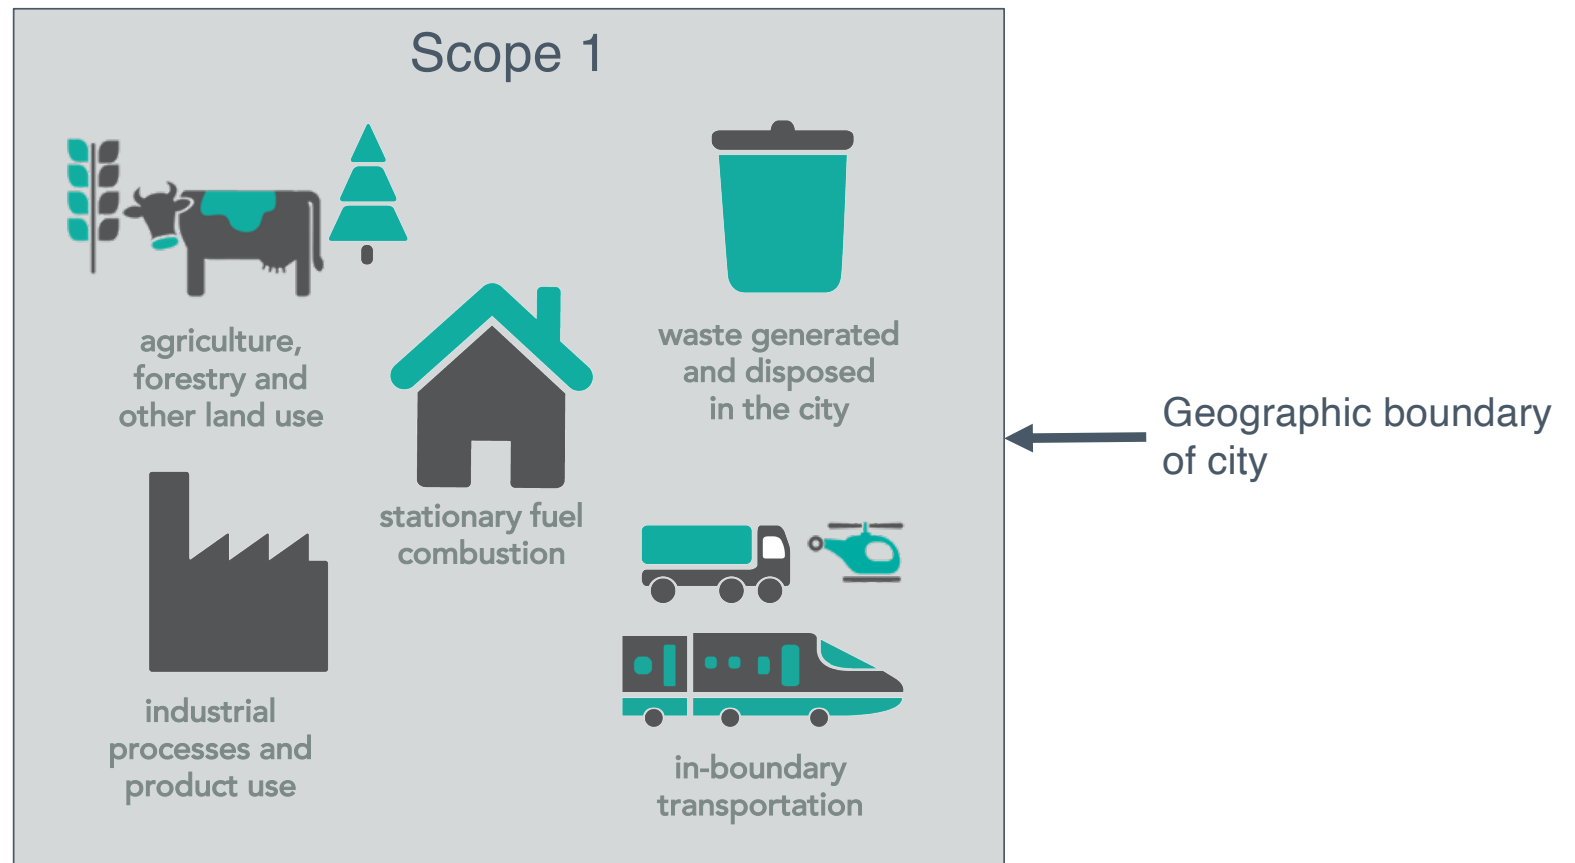 Scope 1
agriculture,
forestry and
other land use
waste generated
and disposed
in the city
stationary fuel
combustion
industrial
processes and
product use
in-boundary
transportation
Geographic boundary
of city